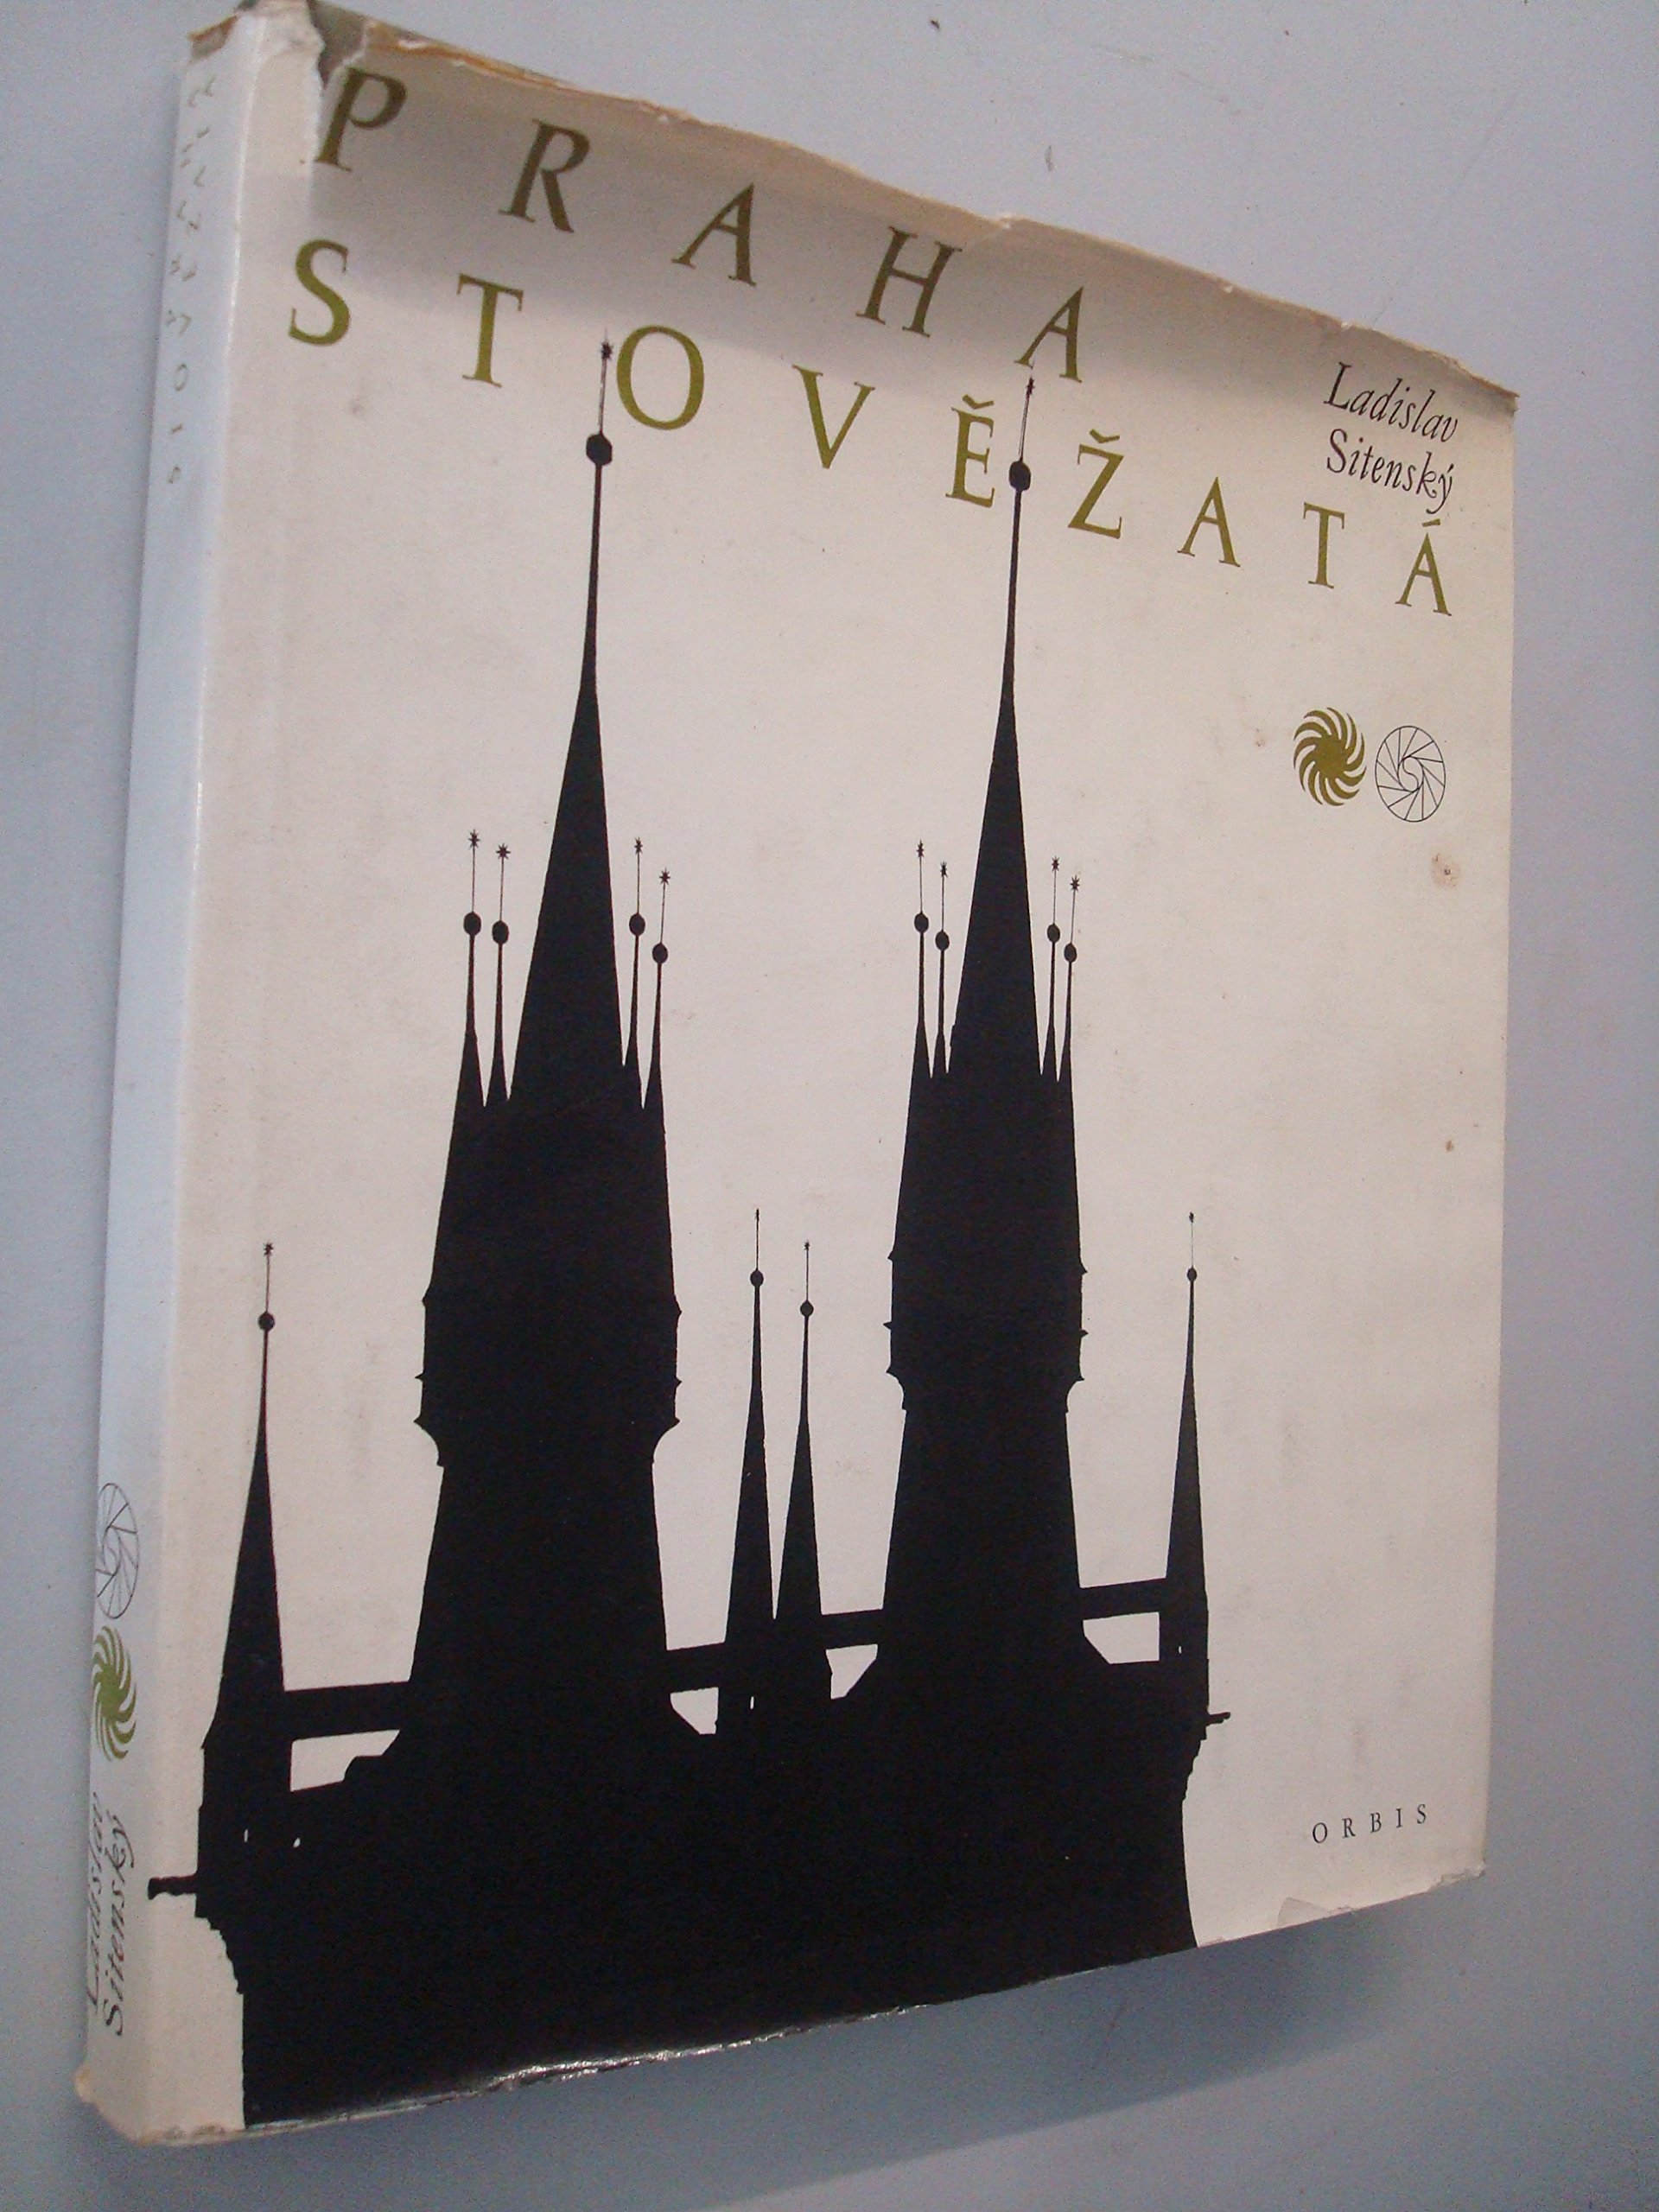 PRAHA
STOVĚŽATÁ
Ladislav
Sitenský
ORBIS
Ladislav
Sitenský